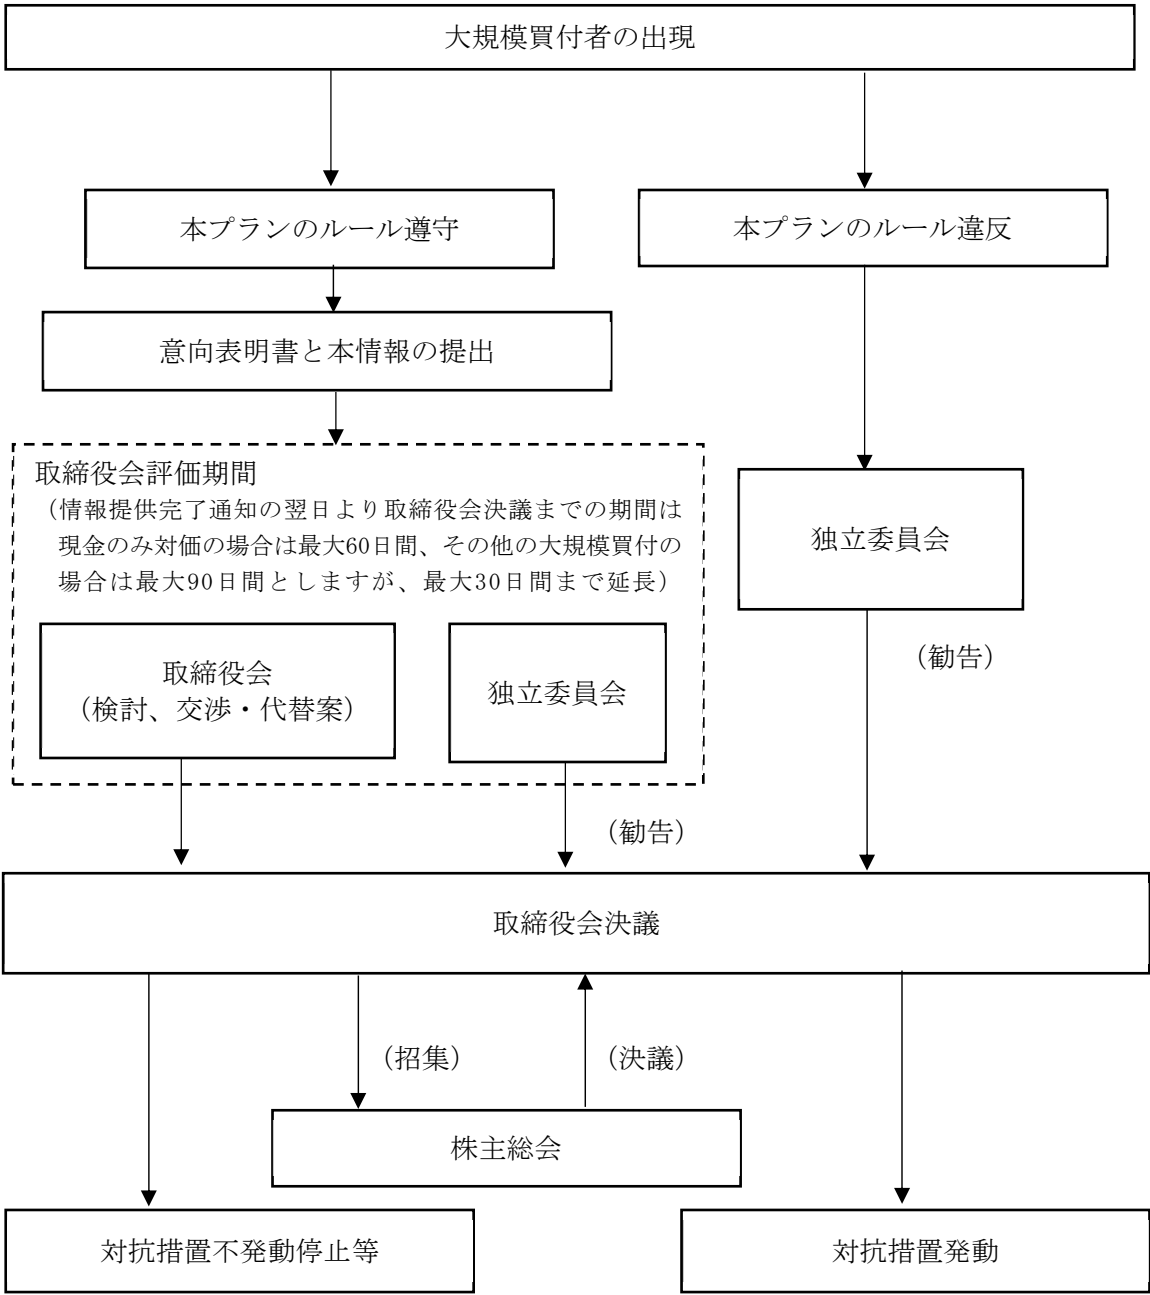 大規模買付者の出現
本プランのルール遵守
本プランのルール違反
意向表明書と本情報の提出
取締役会評価期間
（情報提供完了通知の翌日より取締役会決議までの期間は
現金のみ対価の場合は最大60日間、その他の大規模買付の
場合は最大90日間としますが、最大30日間まで延長）
独立委員会
取締役会
（検討、交渉・代替案）
独立委員会
（勧告）
（勧告）
取締役会決議
（招集）
（決議）
株主総会
対抗措置不発動停止等
対抗措置発動